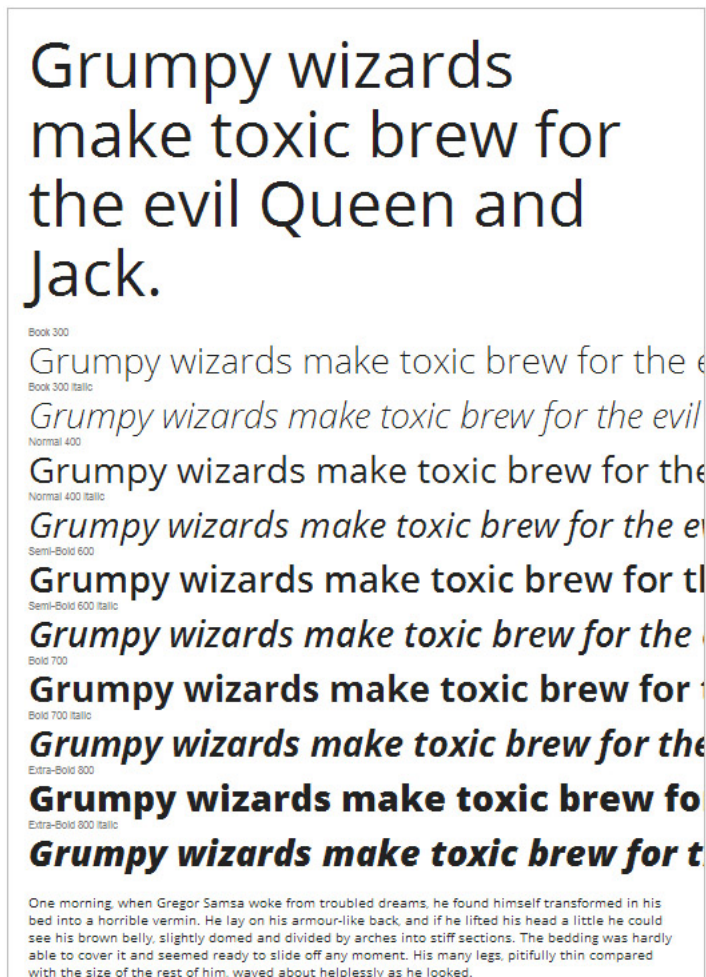 Grumpy wizards
make toxic brew for
the evil Queen and
Jack.
Book 300
Grumpy wizards make toxic brew for the
Book 300 Italic
Grumpy wizards make toxic brew for the evil
Normal 400
Grumpy wizards make toxic brew for the
Normal 400 Italic
Grumpy wizards make toxic brew for the
Semi-Bold 600
Grumpy wizards make toxic brew for
Semi-Bold 600 Italic
Grumpy wizards make toxic brew for the
Bold 700
Grumpy wizards make toxic brew for
Bold 700 Italic
Grumpy wizards make toxic brew for the
Extra-Bold 800
Grumpy wizards make toxic brew fo
Extra-Bold 800 Italic
Grumpy wizards make toxic brew for t
One morning, when Gregor Samsa woke from troubled dreams, he found himself transformed in his
bed into a horrible vermin. He lay on his armour-like back, and if he lifted his head a little he could
see his brown belly, slightly domed and divided by arches into stiff sections. The bedding was hardly
able to cover it and seemed ready to slide off any moment. His many legs, pitifully thin compared
with the size of the rest of him, waved about helplessly as he looked.